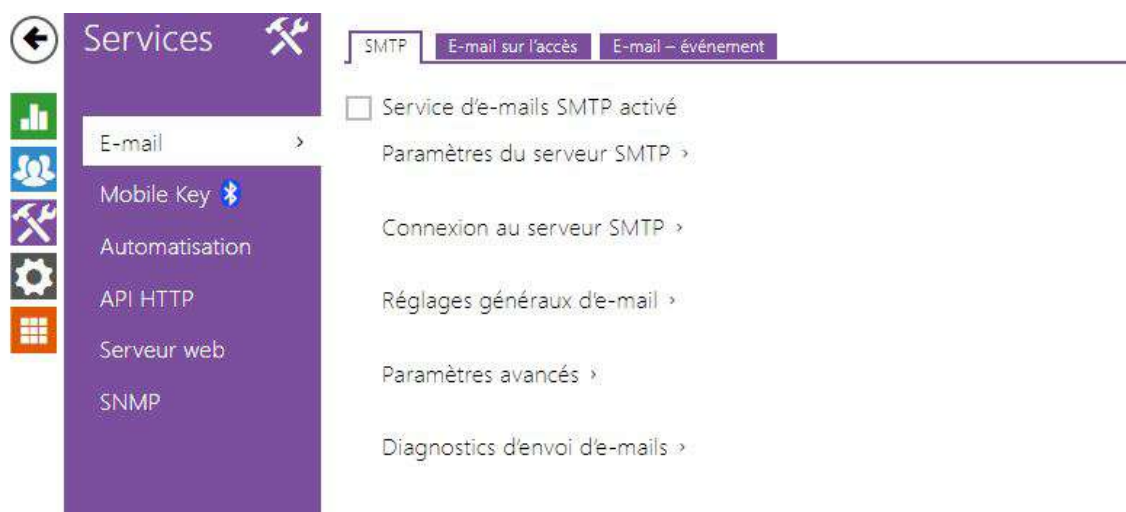 Services
SMTP
E-mail sur l'accès
E-mail – événement
E-mail
Mobile Key
Automatisation
API HTTP
Serveur web
SNMP
Service d'e-mails SMTP activé
Paramètres du serveur SMTP
Connexion au serveur SMTP
Réglages généraux d'e-mail
Paramètres avancés
Diagnostics d'envoi d'e-mails